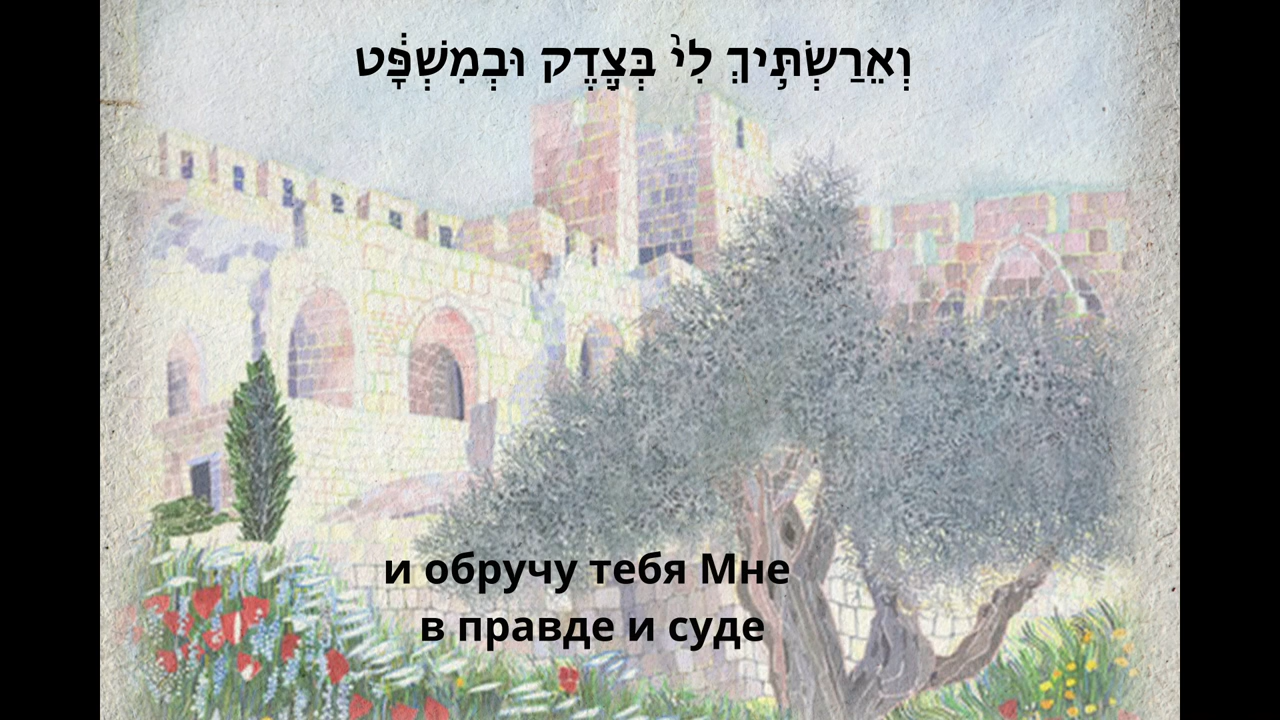 וְאֵרַשְׂתִּ֥יךְ לִי֙ בְּצֶ֣דֶק וּבְמִשְׁפָּ֔ט
и обручу тебя Мне
в правде и суде